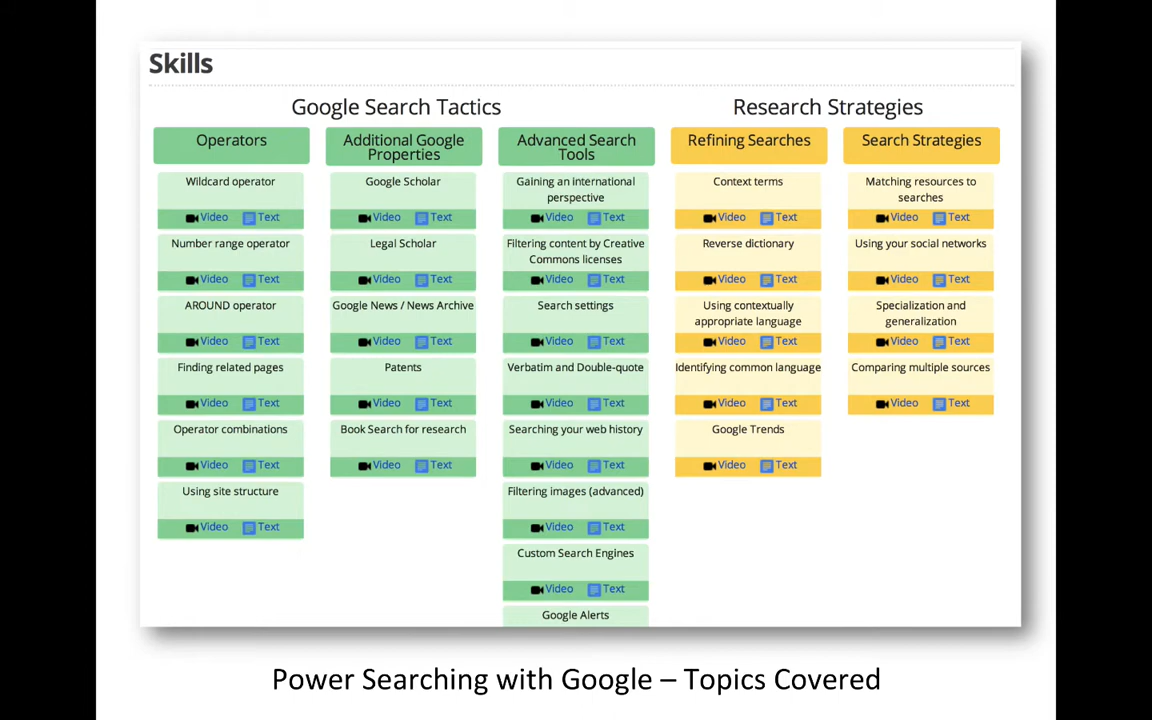 Skills
Google Search Tactics
Research Strategies
Operators
Wildcard operator
Video Text
Number range operator
Video Text
AROUND operator
Video Text
Finding related pages
Video Text
Operator combinations
Video Text
Using site structure
Video Text
Additional Google
Properties
Google Scholar
Video Text
Legal Scholar
Video Text
Google News / News Archive
Video Text
Patents
Video Text
Book Search for research
Video Text
Advanced Search
Tools
Gaining an international
perspective
Video Text
Filtering content by Creative
Commons licenses
Video Text
Search settings
Video Text
Verbatim and Double-quote
Video Text
Searching your web history
Video Text
Filtering images (advanced)
Video Text
Custom Search Engines
Video Text
Google Alerts
Refining Searches
Context terms
Video Text
Reverse dictionary
Video Text
Using contextually
appropriate language
Video Text
Identifying common language
Video Text
Google Trends
Video Text
Search Strategies
Matching resources to
searches
Video Text
Using your social networks
Video Text
Specialization and
generalization
Video Text
Comparing multiple sources
Video Text
Power Searching with Google – Topics Covered